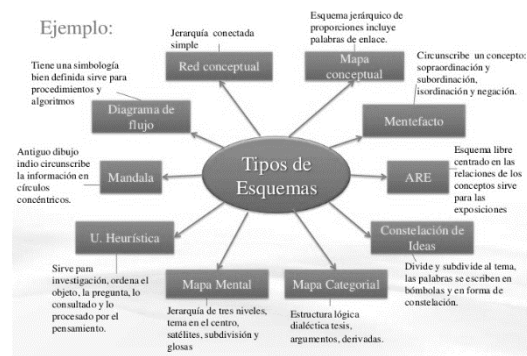 Ejemplo:
Jerarquía conectada
simple
Red conceptual
Esquema jerárquico de
proporciones incluye
palabras de enlace.
Mapa
conceptual
Circunscribe un concepto:
sopraordinación y
subordinación,
isordinación y negación.
Mentefacto
Tiene una simbología
bien definida sirve para
procedimientos y
algoritmos
Diagrama de
flujo
Tipos de
Esquemas
Esquema libre
centrado en las
relaciones de los
conceptos sirve
para las
exposiciones
ARE
Antiguo dibujo
indio circunscribe
la información en
círculos
concéntricos.
Mandala
Constelación de
Ideas
Divide y subdivide al tema,
las palabras se escriben en
bómbolas y en forma de
constelación.
U. Heurística
Sirve para
investigación, ordena el
objeto, la pregunta, lo
consultado y lo
procesado por el
pensamiento.
Mapa Mental
Jerarquía de tres niveles,
tema en el centro,
satélites, subdivisión y
glosas
Mapa Categorial
Estructura lógica
dialéctica tesis,
argumentos, derivadas.